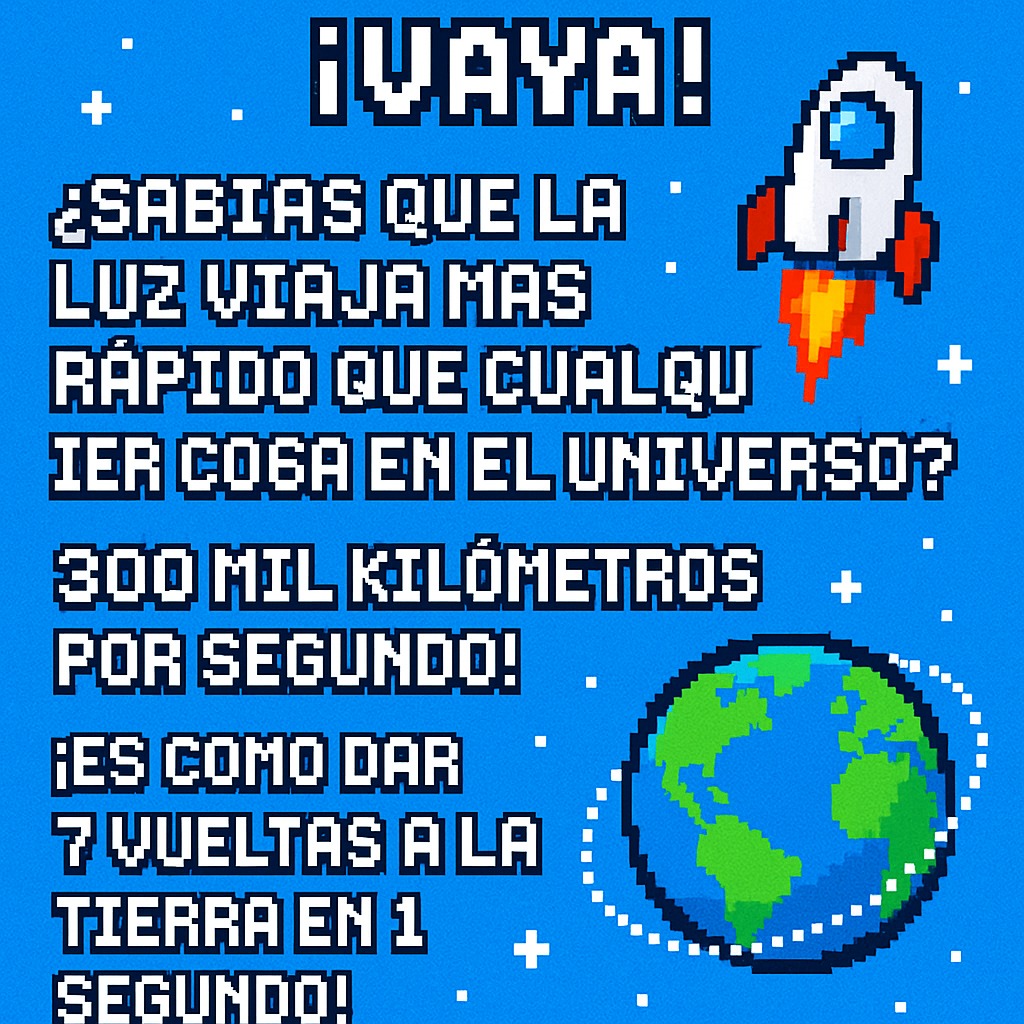 ¡VAYA!
¿SABIAS QUE LA
LUZ VIAJA MAS
RÁPIDO QUE CUALQU
IER CO6A EN EL UNIVERSO?
300 MIL KILÓMETROS
POR SEGUNDO!
¡ES COMO DAR
7 VUELTAS A LA
TIERRA EN 1
SEGUNDO!